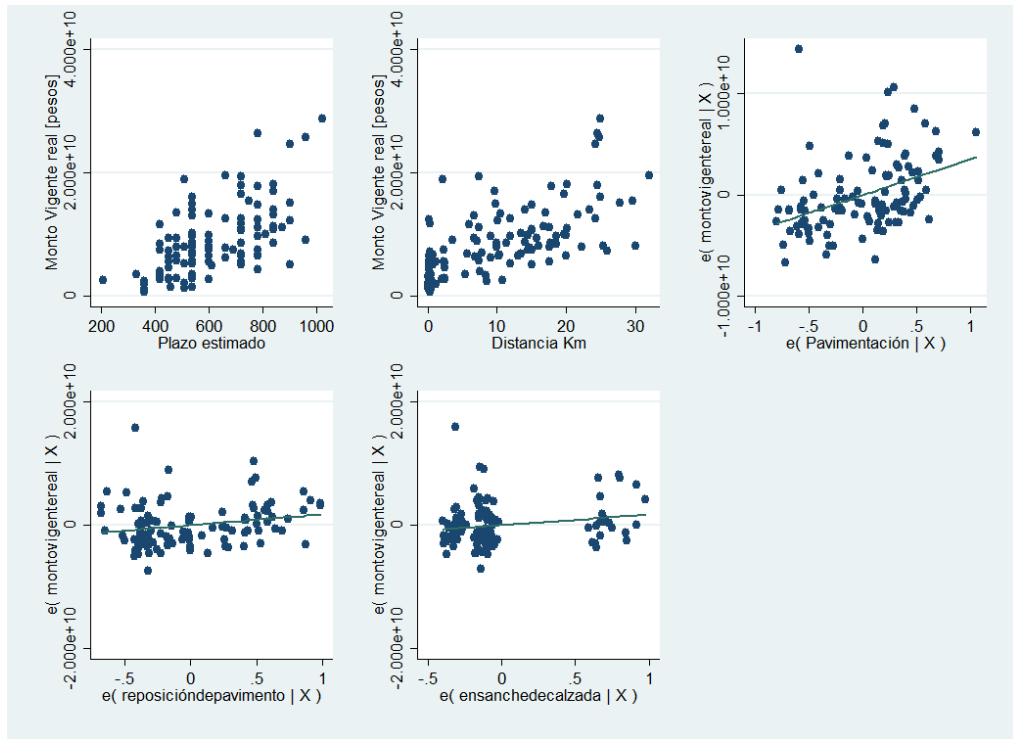 Monto Vigente real [pesos]
0
2.000e+10
4.000e+10
200
400
600
800
1000
Plazo estimado
Monto Vigente real [pesos]
0
2.000e+10
4.000e+10
0
10
20
30
Distancia Km
e( montovigentereal | X )
-1.000e+10
0
1.000e+10
-1
-.5
0
.5
1
e( Pavimentación | X )
e( montovigentereal | X )
-2.000e+10
0
2.000e+10
-.5
0
.5
1
e( reposicióndepavimento | X )
e( montovigentereal | X )
-2.000e+10
0
2.000e+10
-.5
0
.5
1
e( ensanchedecalzada | X )